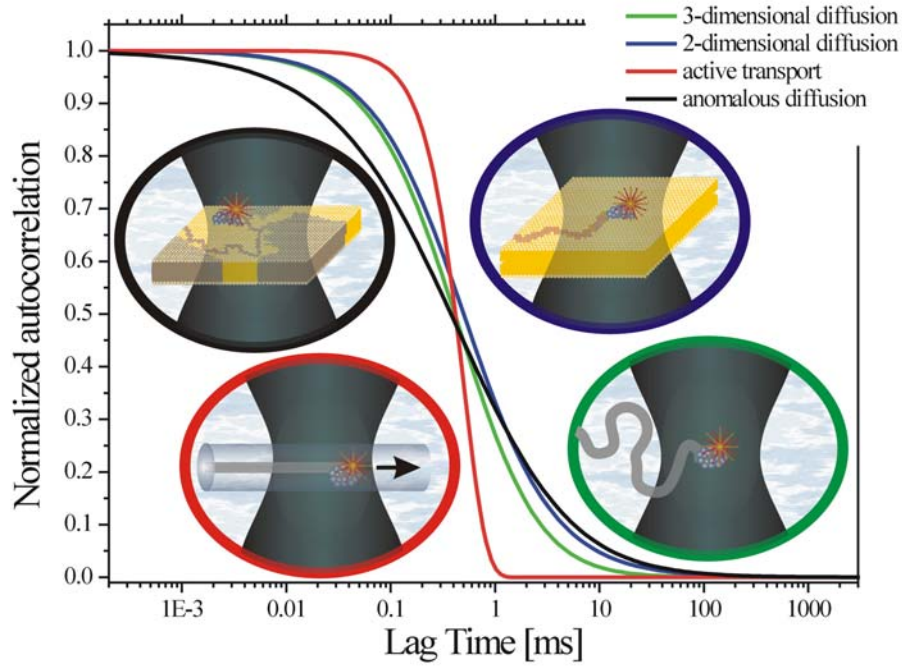 3-dimensional diffusion
2-dimensional diffusion
active transport
anomalous diffusion
Normalized autocorrelation
1.0
0.9
0.8
0.7
0.6
0.5
0.4
0.3
0.2
0.1
0.0
1E-3
0.01
0.1
1
10
100
1000
Lag Time [ms]